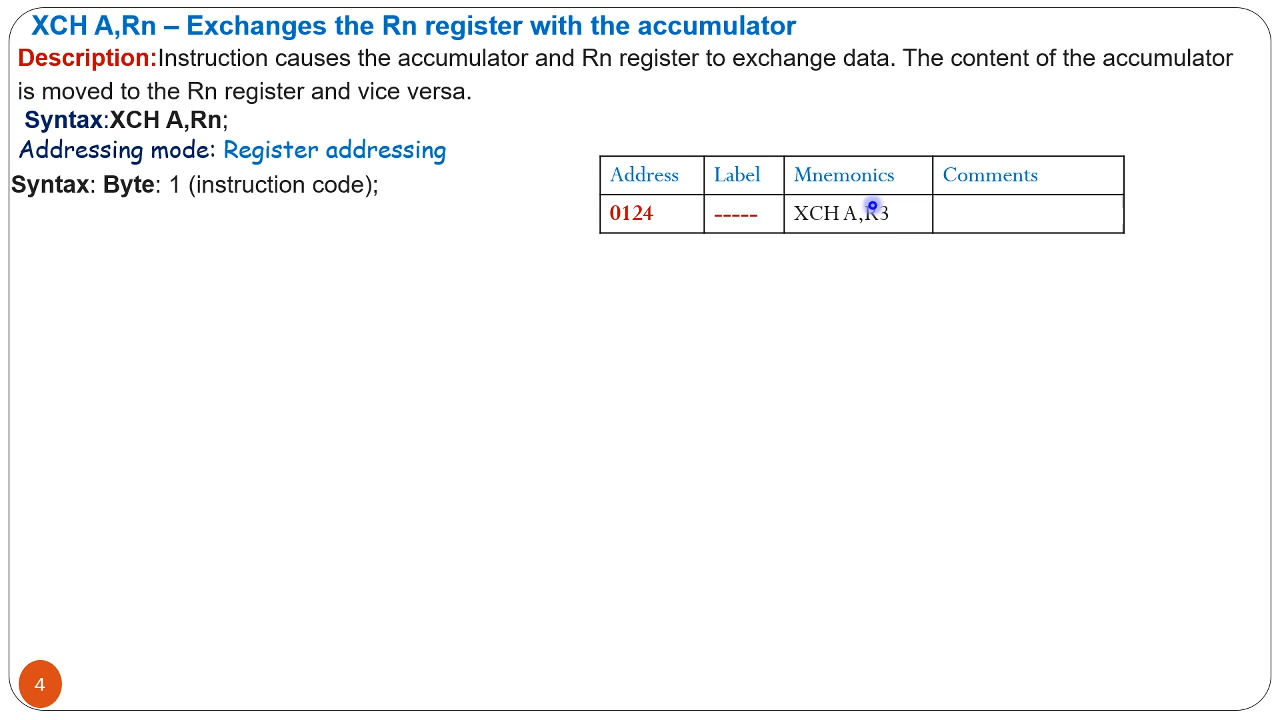 XCH A,Rn – Exchanges the Rn register with the accumulator
Description:Instruction causes the accumulator and Rn register to exchange data. The content of the accumulator
is moved to the Rn register and vice versa.
Syntax:XCH A,Rn;
Addressing mode: Register addressing
Syntax: Byte: 1 (instruction code);
Address Label Mnemonics Comments
0124 ----- XCH A,R3
4